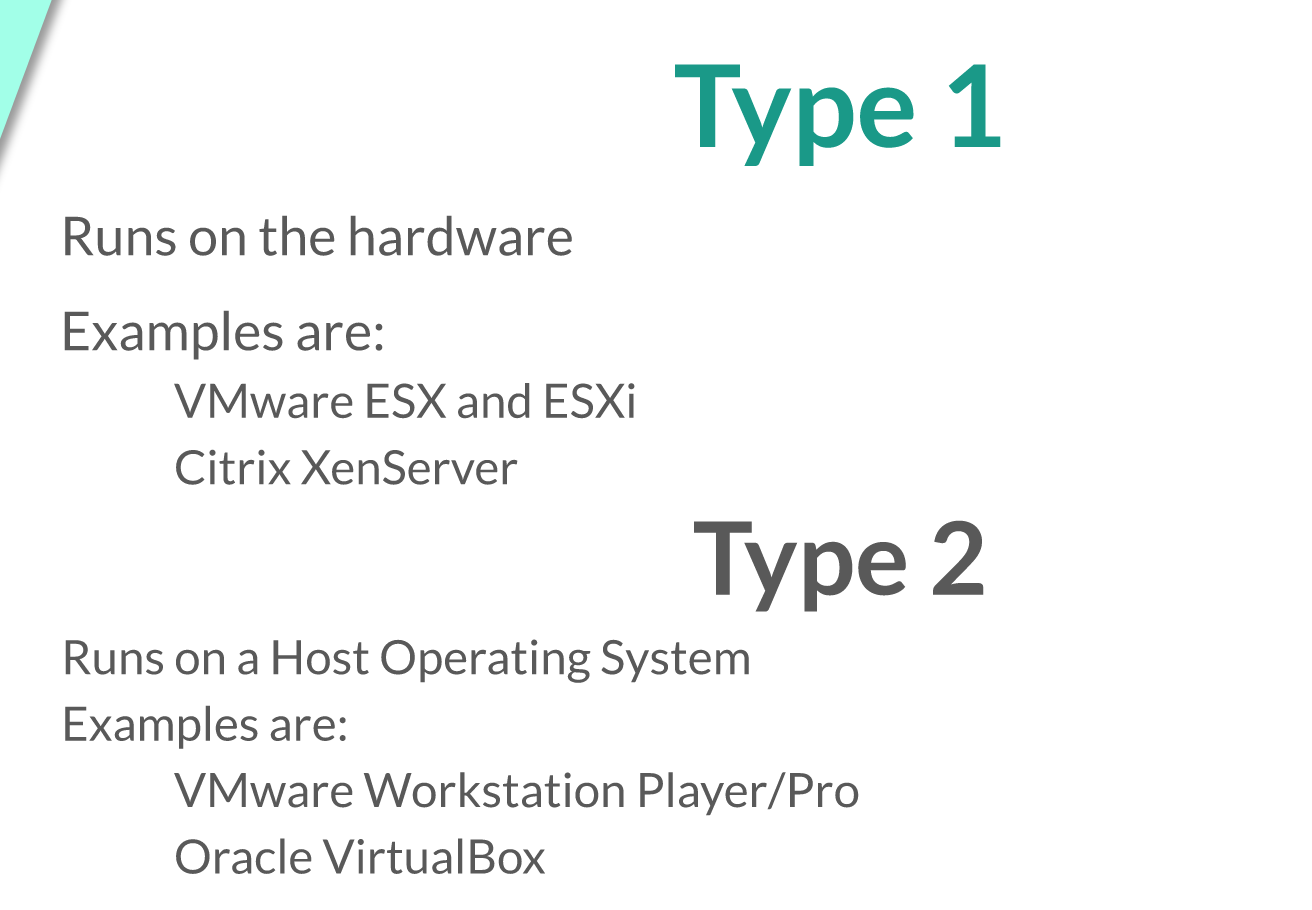 Type 1
Runs on the hardware
Examples are:
VMware ESX and ESXi
Citrix XenServer
Type 2
Runs on a Host Operating System
Examples are:
VMware Workstation Player/Pro
Oracle VirtualBox